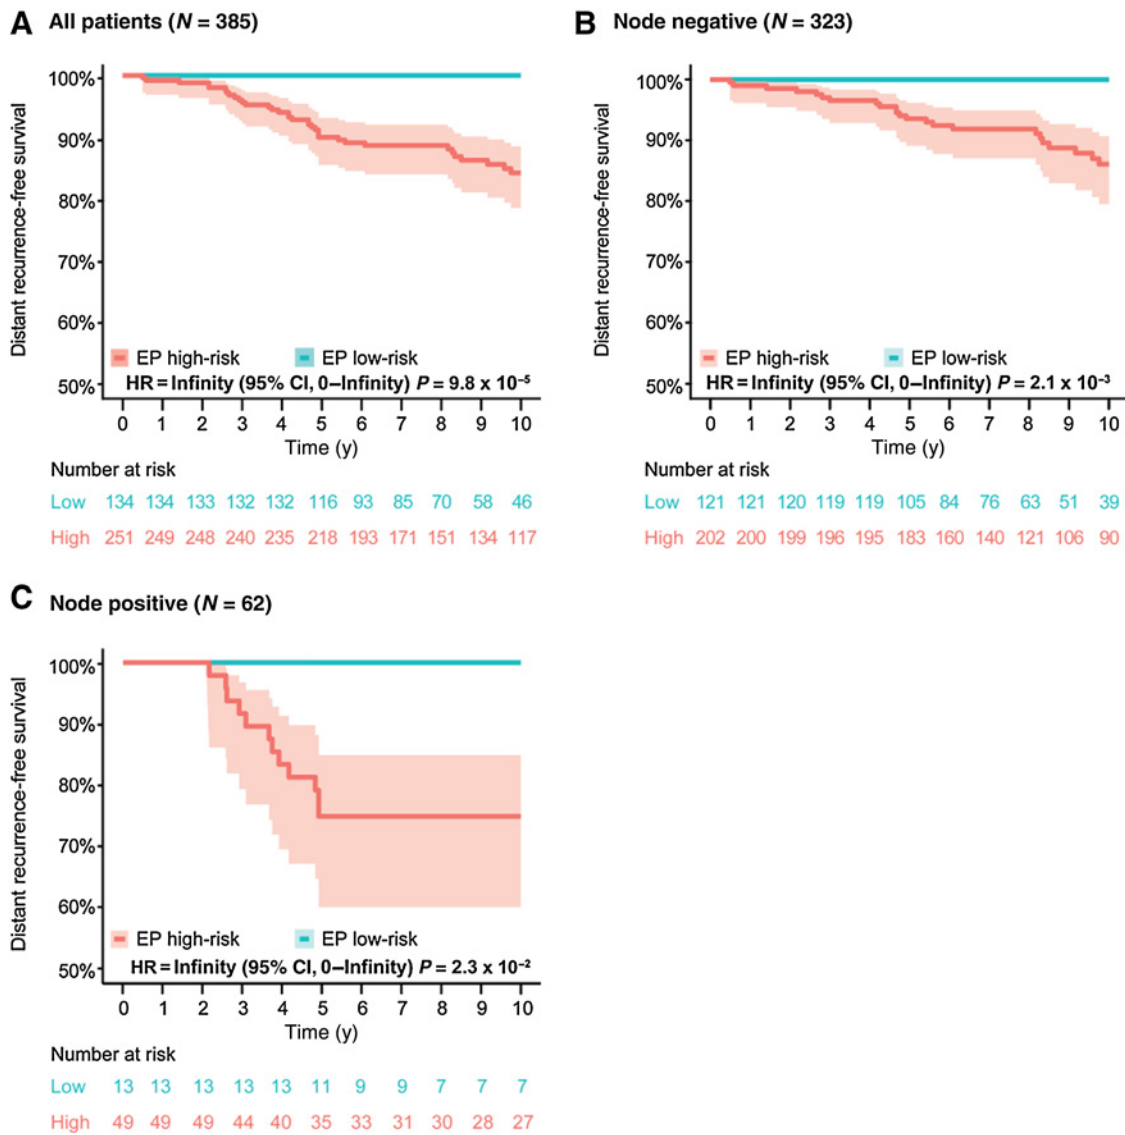 A All patients (N = 385)
Distant recurrence-free survival
100%
90%
80%
70%
60%
50%
EP high-risk EP low-risk
HR = Infinity (95% CI, 0–Infinity) P = 9.8 x 10⁻⁵
0 1 2 3 4 5 6 7 8 9 10
Time (y)
Number at risk
Low 134 134 133 132 132 116 93 85 70 58 46
High 251 249 248 240 235 218 193 171 151 134 117
B Node negative (N = 323)
Distant recurrence-free survival
100%
90%
80%
70%
60%
50%
EP high-risk EP low-risk
HR = Infinity (95% CI, 0–Infinity) P = 2.1 x 10⁻³
0 1 2 3 4 5 6 7 8 9 10
Time (y)
Number at risk
Low 121 121 120 119 119 105 84 76 63 51 39
High 202 200 199 196 195 183 160 140 121 106 90
C Node positive (N = 62)
Distant recurrence-free survival
100%
90%
80%
70%
60%
50%
EP high-risk EP low-risk
HR = Infinity (95% CI, 0–Infinity) P = 2.3 x 10⁻²
0 1 2 3 4 5 6 7 8 9 10
Time (y)
Number at risk
Low 13 13 13 13 13 11 9 9 7 7 7
High 49 49 49 44 40 35 33 31 30 28 27